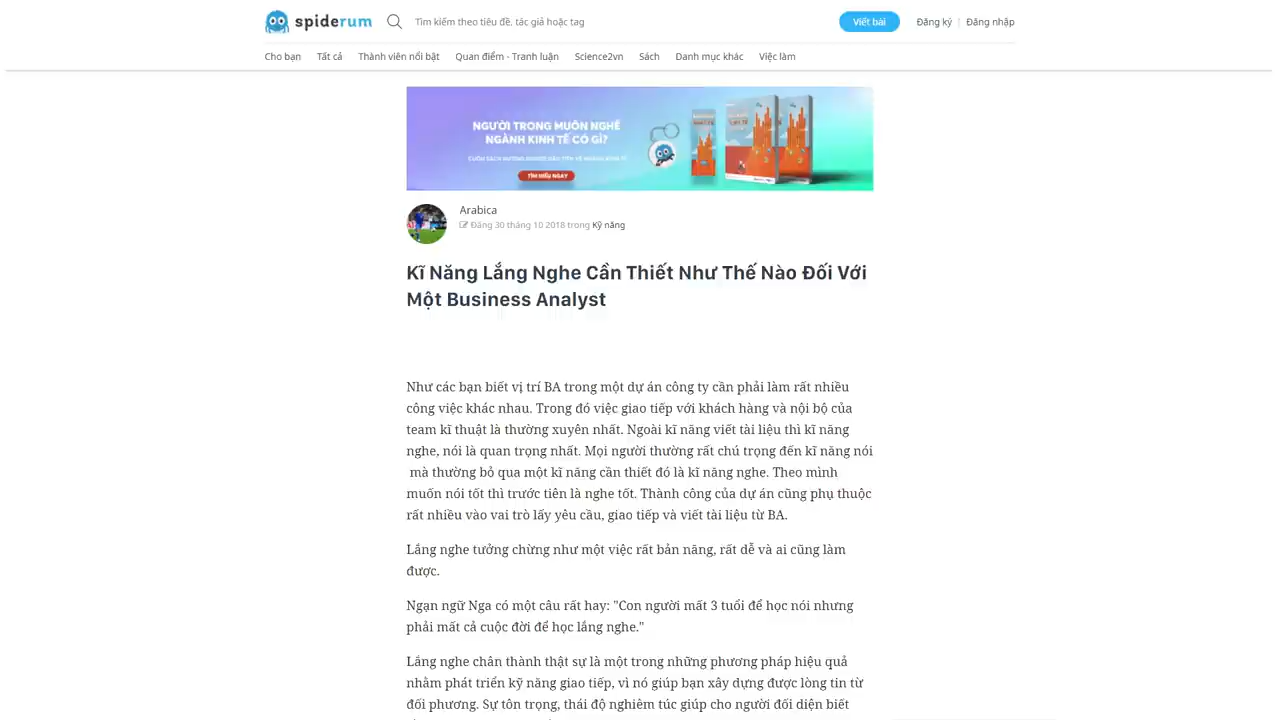 spiderum
Tìm kiếm theo tiêu đề, tác giả hoặc tag
Viết bài
Đăng ký | Đăng nhập
Cho bạn Tất cả Thành viên nổi bật Quan điểm - Tranh luận Science2vn Sách Danh mục khác Việc làm
NGƯỜI TRONG MUÔN NGHỀ
NGÀNH KINH TẾ CÓ GÌ?
TÌM HIỂU NGAY
Arabica
Đăng 30 tháng 10 2018 trong Kỹ năng
Kĩ Năng Lắng Nghe Cần Thiết Như Thế Nào Đối Với
Một Business Analyst
Như các bạn biết vị trí BA trong một dự án công ty cần phải làm rất nhiều
công việc khác nhau. Trong đó việc giao tiếp với khách hàng và nội bộ của
team kĩ thuật là thường xuyên nhất. Ngoài kĩ năng viết tài liệu thì kĩ năng
nghe, nói là quan trọng nhất. Mọi người thường rất chú trọng đến kĩ năng nói
mà thường bỏ qua một kĩ năng cần thiết đó là kĩ năng nghe. Theo mình
muốn nói tốt thì trước tiên là nghe tốt. Thành công của dự án cũng phụ thuộc
rất nhiều vào vai trò lấy yêu cầu, giao tiếp và viết tài liệu từ BA.
Lắng nghe tưởng chừng như một việc rất bản năng, rất dễ và ai cũng làm
được.
Ngạn ngữ Nga có một câu rất hay: "Con người mất 3 tuổi để học nói nhưng
phải mất cả cuộc đời để học lắng nghe."
Lắng nghe chân thành thật sự là một trong những phương pháp hiệu quả
nhằm phát triển kỹ năng giao tiếp, vì nó giúp bạn xây dựng được lòng tin từ
đối phương. Sự tôn trọng, thái độ nghiêm túc giúp cho người đối diện biết